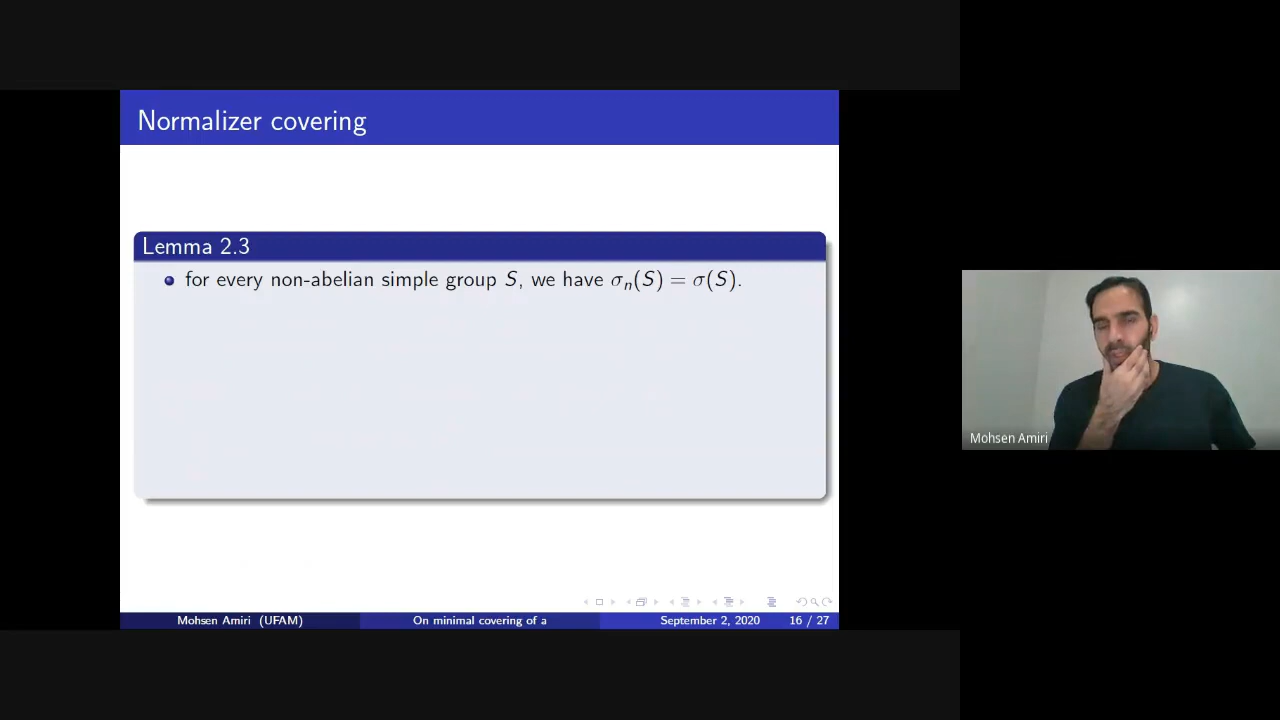 Normalizer covering
Lemma 2.3
for every non-abelian simple group S, we have σₙ(S) = σ(S).
Mohsen Amiri
Mohsen Amiri (UFAM) On minimal covering of a September 2, 2020 16 / 27